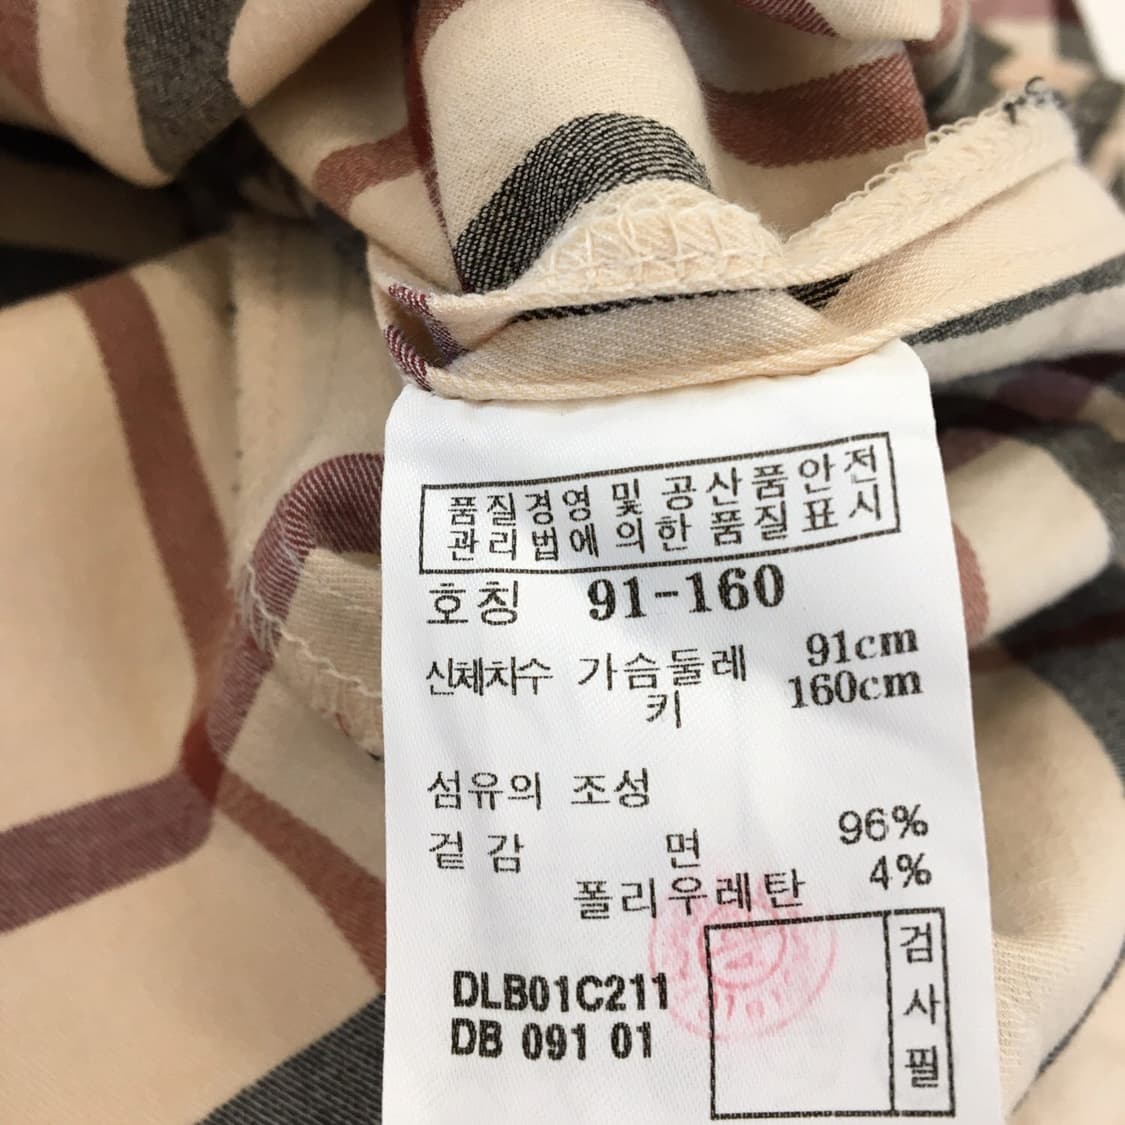 품질경영 및 공산품안전
관리법에 의한 품질표시
호칭 91-160
신체치수 가슴둘레 91cm
키 160cm
섬유의 조성
겉감 면 96%
폴리우레탄 4%
DLB01C211
DB 091 01
검사필